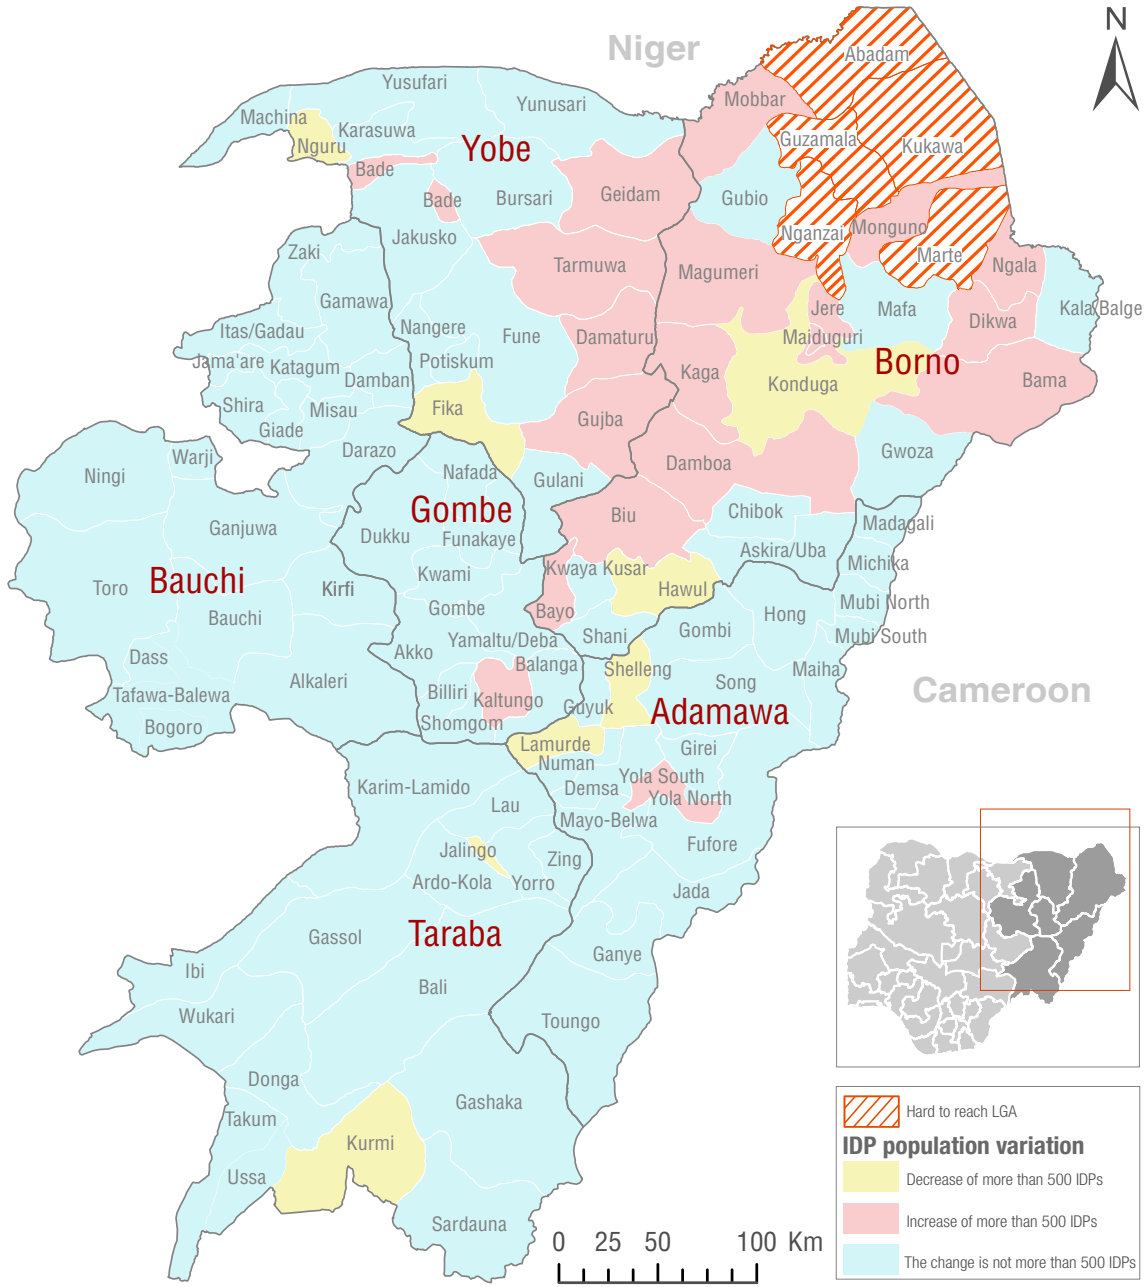 N
Niger
Abadam
Yusufari
Mobbar
Yunusari
Machina
Karasuwa
Nguru
Guzamala
Kukawa
Yobe
Bade
Geidam
Bade
Bursari
Gubio
Nganzai
Monguno
Jakusko
Marte
Zaki
Tarmuwa
Magumeri
Ngala
Gamawa
Jere
Mafa
Kala/Balge
Nangere
Itas/Gadau
Fune
Damaturu
Maiduguri
Dikwa
Jama'are
Katagum
Potiskum
Borno
Damban
Kaga
Konduga
Bama
Shira
Misau
Fika
Giade
Gujba
Darazo
Gwoza
Warji
Damboa
Ningi
Nafada
Gulani
Gombe
Biu
Chibok
Madagali
Ganjuwa
Dukku
Funakaye
Askira/Uba
Michika
Kwami
Kwaya Kusar
Bauchi
Toro
Kirfi
Hawul
Mubi North
Gombe
Bayo
Hong
Bauchi
Gombi
Yamaltu/Deba
Shani
Mubi South
Akko
Dass
Balanga
Shelleng
Maiha
Alkaleri
Song
Billiri
Kaltungo
Cameroon
Tafawa-Balewa
Guyuk
Adamawa
Bogoro
Shomgom
Lamurde
Girei
Numan
Yola South
Karim-Lamido
Demsa
Yola North
Lau
Mayo-Belwa
Jalingo
Zing
Fufore
Ardo-Kola
Yorro
Jada
Gassol
Taraba
Ganye
Ibi
Bali
Wukari
Toungo
Donga
Gashaka
Takum
Kurmi
Ussa
Sardauna
0 25 50 100 Km
Hard to reach LGA
IDP population variation
Decrease of more than 500 IDPs
Increase of more than 500 IDPs
The change is not more than 500 IDPs